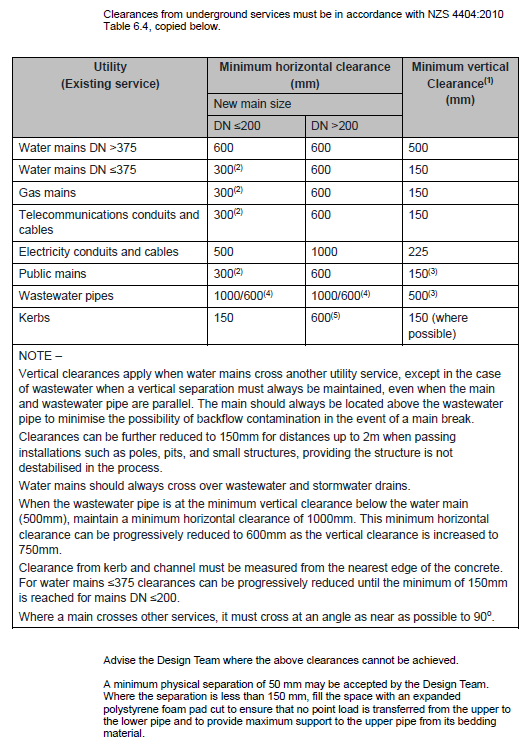 Clearances from underground services must be in accordance with NZS 4404:2010
Table 6.4, copied below.
Utility
(Existing service)
Minimum horizontal clearance
(mm)
Minimum vertical
Clearance(1)
(mm)
New main size
DN ≤200
DN >200
Water mains DN >375 600 600 500
Water mains DN ≤375 300(2) 600 150
Gas mains 300(2) 600 150
Telecommunications conduits and
cables
300(2) 600 150
Electricity conduits and cables 500 1000 225
Public mains 300(2) 600 150(3)
Wastewater pipes 1000/600(4) 1000/600(4) 500(3)
Kerbs 150 600(5) 150 (where
possible)
NOTE –
Vertical clearances apply when water mains cross another utility service, except in the case
of wastewater when a vertical separation must always be maintained, even when the main
and wastewater pipe are parallel. The main should always be located above the wastewater
pipe to minimise the possibility of backflow contamination in the event of a main break.
Clearances can be further reduced to 150mm for distances up to 2m when passing
installations such as poles, pits, and small structures, providing the structure is not
destabilised in the process.
Water mains should always cross over wastewater and stormwater drains.
When the wastewater pipe is at the minimum vertical clearance below the water main
(500mm), maintain a minimum horizontal clearance of 1000mm. This minimum horizontal
clearance can be progressively reduced to 600mm as the vertical clearance is increased to
750mm.
Clearance from kerb and channel must be measured from the nearest edge of the concrete.
For water mains ≤375 clearances can be progressively reduced until the minimum of 150mm
is reached for mains DN ≤200.
Where a main crosses other services, it must cross at an angle as near as possible to 90⁰.
Advise the Design Team where the above clearances cannot be achieved.
A minimum physical separation of 50 mm may be accepted by the Design Team.
Where the separation is less than 150 mm, fill the space with an expanded
polystyrene foam pad cut to ensure that no point load is transferred from the upper to
the lower pipe and to provide maximum support to the upper pipe from its bedding
material.